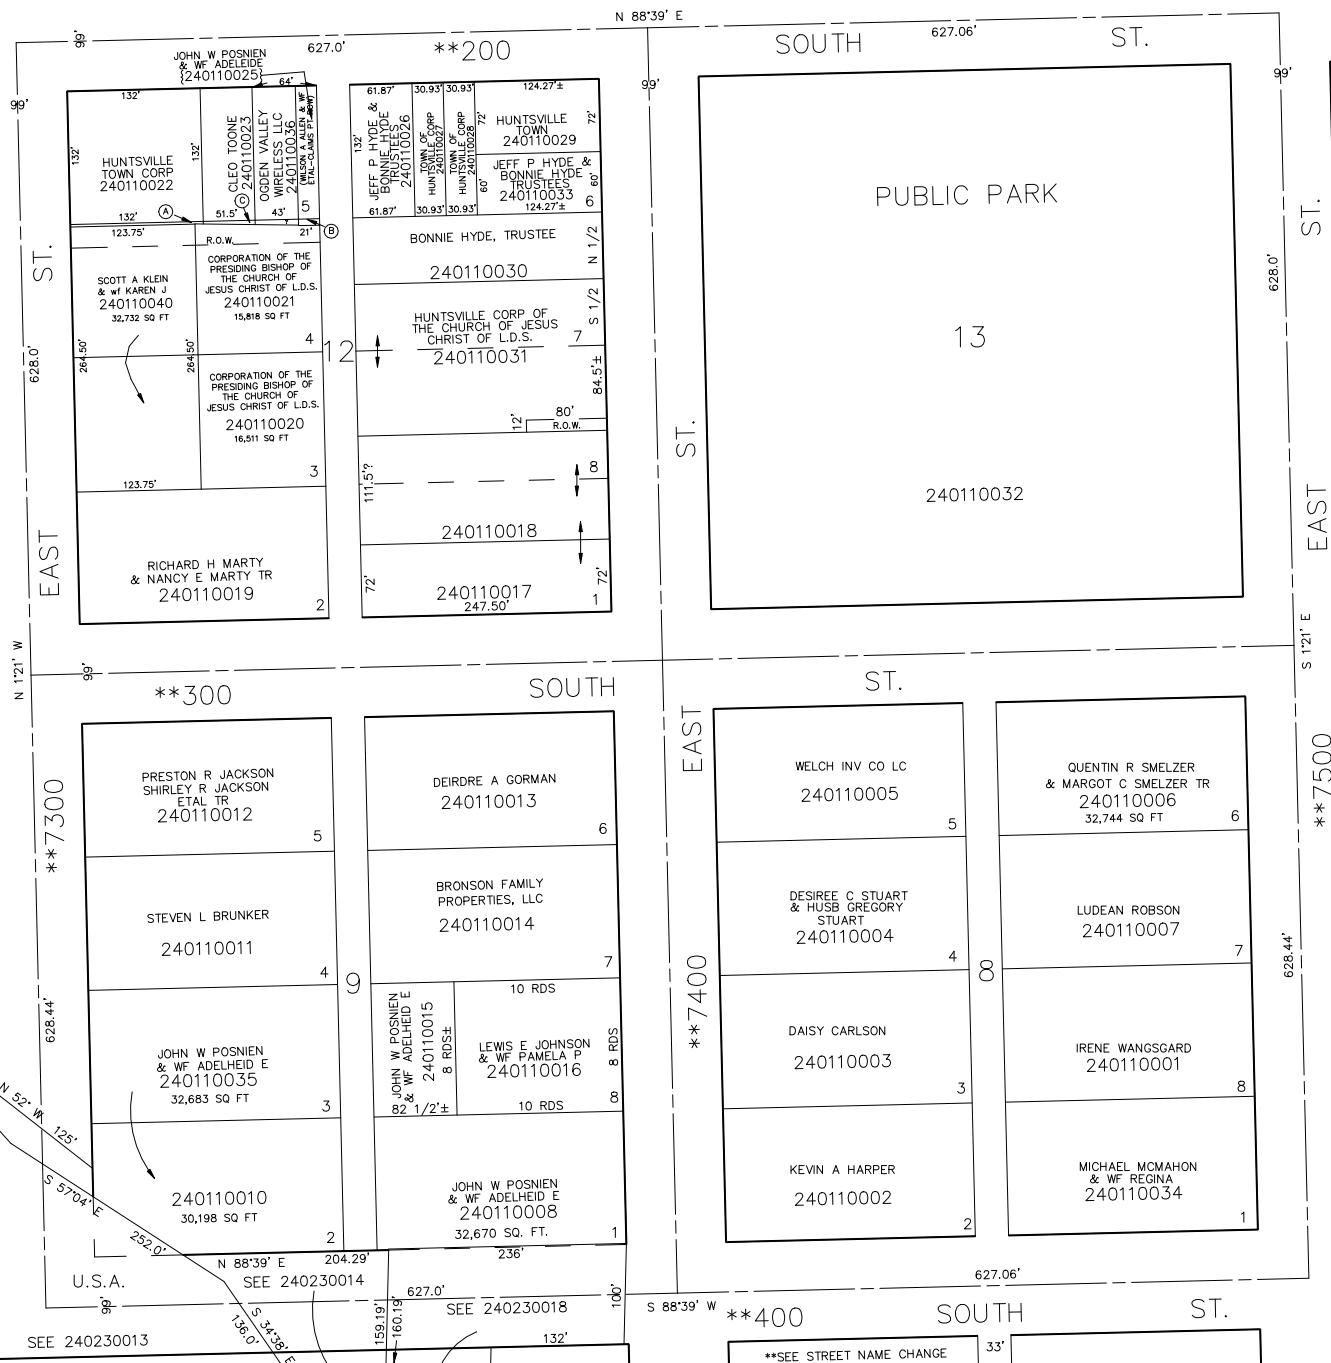 N 88°39' E
99'
627.0'
**200
SOUTH
627.06'
ST.
JOHN W POSNIEN
& WF ADELEIDE
{240110025}
64'
99'
99'
99'
132'
132'
HUNTSVILLE
TOWN CORP
240110022
132'
132'
CLEO TOONE
240110023
51.5'
OGDEN VALLEY
WIRELESS LLC
240110036
43'
(WILSON A ALLEN & WF
ETAL-CLAIMS PT ROW)
5
A
C
B
61.87'
132'
JEFF P HYDE &
BONNIE HYDE
TRUSTEES
240110026
61.87'
30.93'
30.93'
TOWN OF
HUNTSVILLE CORP
240110027
TOWN OF
HUNTSVILLE CORP
240110028
30.93'
30.93'
124.27'±
72'
72'
HUNTSVILLE
TOWN
240110029
60'
60'
JEFF P HYDE &
BONNIE HYDE
TRUSTEES
240110033
124.27'±
6
PUBLIC PARK
13
240110032
628.0'
ST.
EAST
123.75'
R.O.W.
21'
SCOTT A KLEIN
& wf KAREN J
240110040
32,732 SQ FT
264.50'
264.50'
123.75'
CORPORATION OF THE
PRESIDING BISHOP OF
THE CHURCH OF
JESUS CHRIST OF L.D.S.
240110021
15,818 SQ FT
4
12
CORPORATION OF THE
PRESIDING BISHOP OF
THE CHURCH OF
JESUS CHRIST OF L.D.S.
240110020
16,511 SQ FT
3
BONNIE HYDE, TRUSTEE
240110030
N 1/2
S 1/2
HUNTSVILLE CORP OF
THE CHURCH OF JESUS
CHRIST OF L.D.S.
240110031
7
84.5'±
80'
12'
R.O.W.
111.5'?
8
240110018
72'
72'
240110017
247.50'
1
RICHARD H MARTY
& NANCY E MARTY TR
240110019
2
ST.
628.0'
EAST
ST.
N 1°21' W
S 1°21' E
99'
**300
SOUTH
ST.
**7300
EAST
**7400
**7500
PRESTON R JACKSON
SHIRLEY R JACKSON
ETAL TR
240110012
5
DEIRDRE A GORMAN
240110013
6
WELCH INV CO LC
240110005
5
QUENTIN R SMELZER
& MARGOT C SMELZER TR
240110006
32,744 SQ FT
6
STEVEN L BRUNKER
240110011
4
9
BRONSON FAMILY
PROPERTIES, LLC
240110014
7
DESIREE C STUART
& HUSB GREGORY
STUART
240110004
4
8
LUDEAN ROBSON
240110007
7
628.44'
628.44'
JOHN W POSNIEN
& WF ADELHEID E
240110035
32,683 SQ FT
3
JOHN W POSNIEN
& WF ADELHEID E
240110015
8 RDS±
82 1/2'±
10 RDS
LEWIS E JOHNSON
& WF PAMELA P
240110016
8 RDS
10 RDS
8
DAISY CARLSON
240110003
3
IRENE WANGSGARD
240110001
8
N 52° W
125'
S 57°04' E
252.0'
240110010
30,198 SQ FT
2
JOHN W POSNIEN
& WF ADELHEID E
240110008
32,670 SQ. FT.
1
KEVIN A HARPER
240110002
2
MICHAEL MCMAHON
& WF REGINA
240110034
1
N 88°39' E
204.29'
236'
U.S.A.
SEE 240230014
99'
627.0'
SEE 240230018
100'
S 88°39' W
627.06'
**400
SOUTH
ST.
S 34°38' E
136.0'
159.19'
160.19'
SEE 240230013
132'
**SEE STREET NAME CHANGE
33'